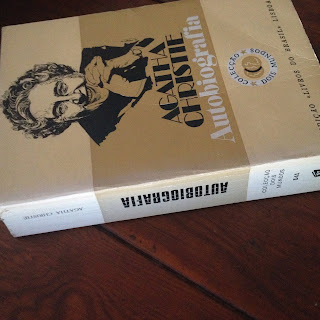 AGATHA
CHRISTIE
Autobiografia
COLECÇÃO DOIS MUNDOS
LIVROS DO BRASIL LISBOA
AGATHA CHRISTIE
AUTOBIOGRAFIA
COLECÇÃO
DOIS
MUNDOS